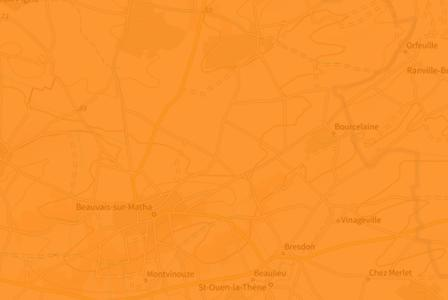 Orfeuille
Ranville-B
Bourcelaine
Beauvais-sur-Matha
Vinageville
Bresdon
Montvinouze
Beaulieu
Chez Merlet
St-Ouen-la-Thène